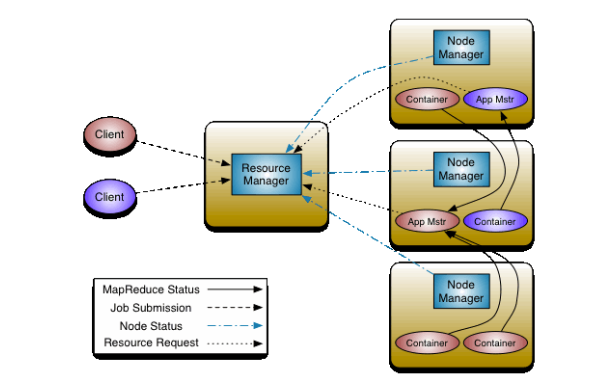 Node
Manager
Container
App Mstr
Client
Resource
Manager
Client
Node
Manager
App Mstr
Container
MapReduce Status
Job Submission
Node Status
Resource Request
Node
Manager
Container
Container